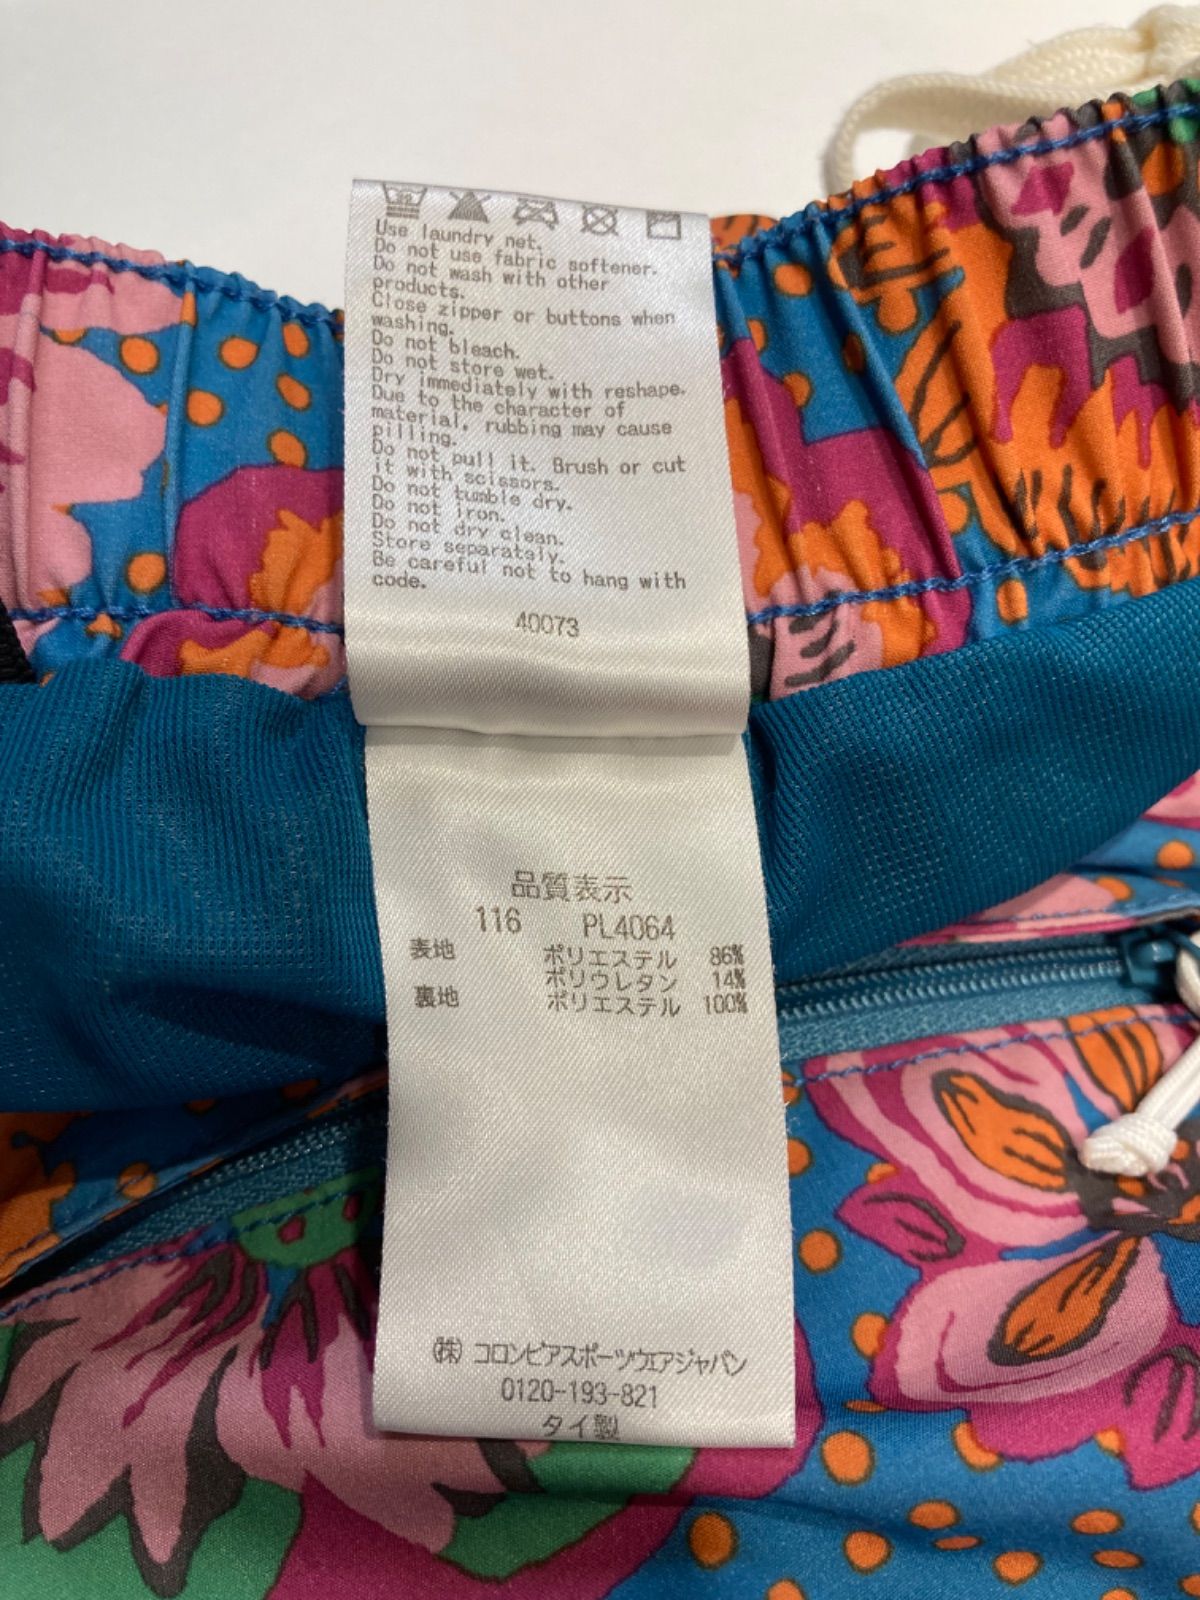 Use laundry net.
Do not use fabric softener.
Do not wash with other
products.
Close zipper or buttons when
washing.
Do not bleach.
Do not store wet.
Dry immediately with reshape.
Due to the character of
material, rubbing may cause
pilling.
Do not pull it. Brush or cut
it with scissors.
Do not tumble dry.
Do not iron.
Do not dry clean.
Store separately.
Be careful not to hang with
code.
40073
品質表示
116 PL4064
表地 ポリエステル 86%
ポリウレタン 14%
裏地 ポリエステル 100%
(株) コロンビアスポーツウェアジャパン
0120-193-821
タイ製